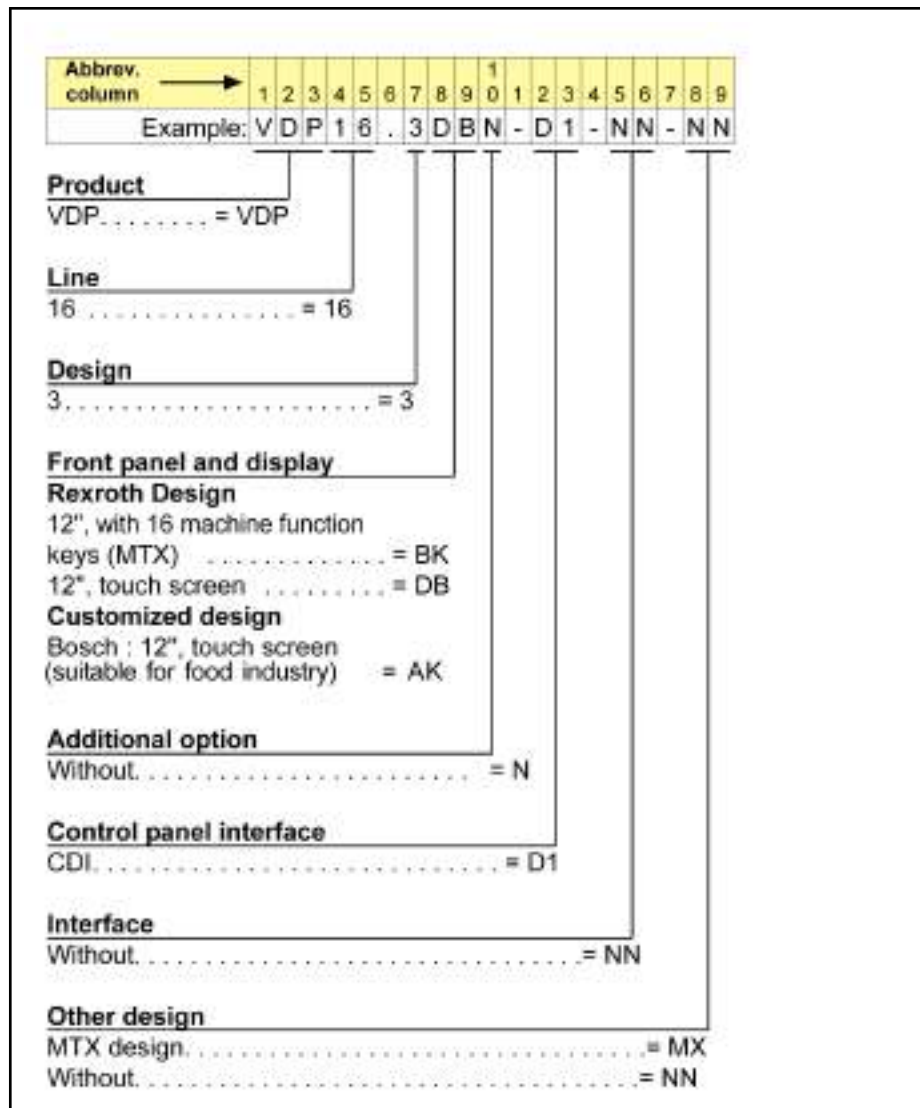 Abbrev.
column
1 2 3 4 5 6 7 8 9 1 0 1 2 3 4 5 6 7 8 9
Example: V D P 1 6 . 3 D B N - D 1 - N N - N N
Product
VDP. . . . . . . . = VDP
Line
16 . . . . . . . . . . . . . . . = 16
Design
3. . . . . . . . . . . . . . . . . . . . . . . = 3
Front panel and display
Rexroth Design
12", with 16 machine function
keys (MTX) . . . . . . . . . . . . . = BK
12", touch screen . . . . . . . . . = DB
Customized design
Bosch : 12", touch screen
(suitable for food industry) = AK
Additional option
Without. . . . . . . . . . . . . . . . . . . . . . . . = N
Control panel interface
CDI. . . . . . . . . . . . . . . . . . . . . . . . . . . . = D1
Interface
Without. . . . . . . . . . . . . . . . . . . . . . . . . . . . . . . .= NN
Other design
MTX design. . . . . . . . . . . . . . . . . . . . . . . . . . . . . . . .= MX
Without. . . . . . . . . . . . . . . . . . . . . . . . . . . . . . . . . . .= NN